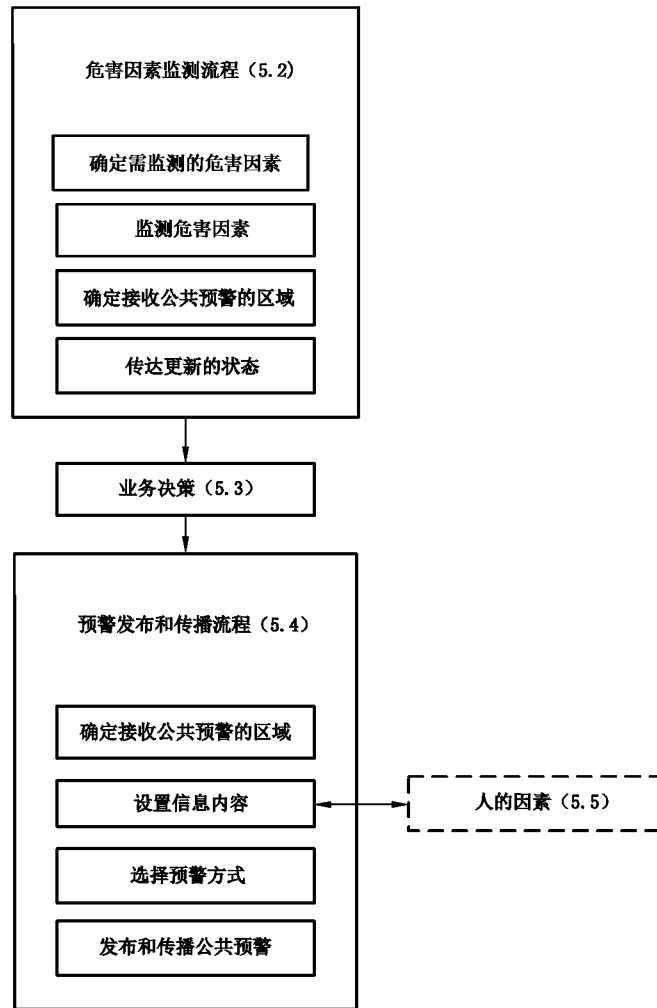 危害因素监测流程（5.2)
确定需监测的危害因素
监测危害因素
确定接收公共预警的区域
传达更新的状态
业务决策（5.3）
预警发布和传播流程（5.4）
确定接收公共预警的区域
设置信息内容
人的因素（5.5）
选择预警方式
发布和传播公共预警